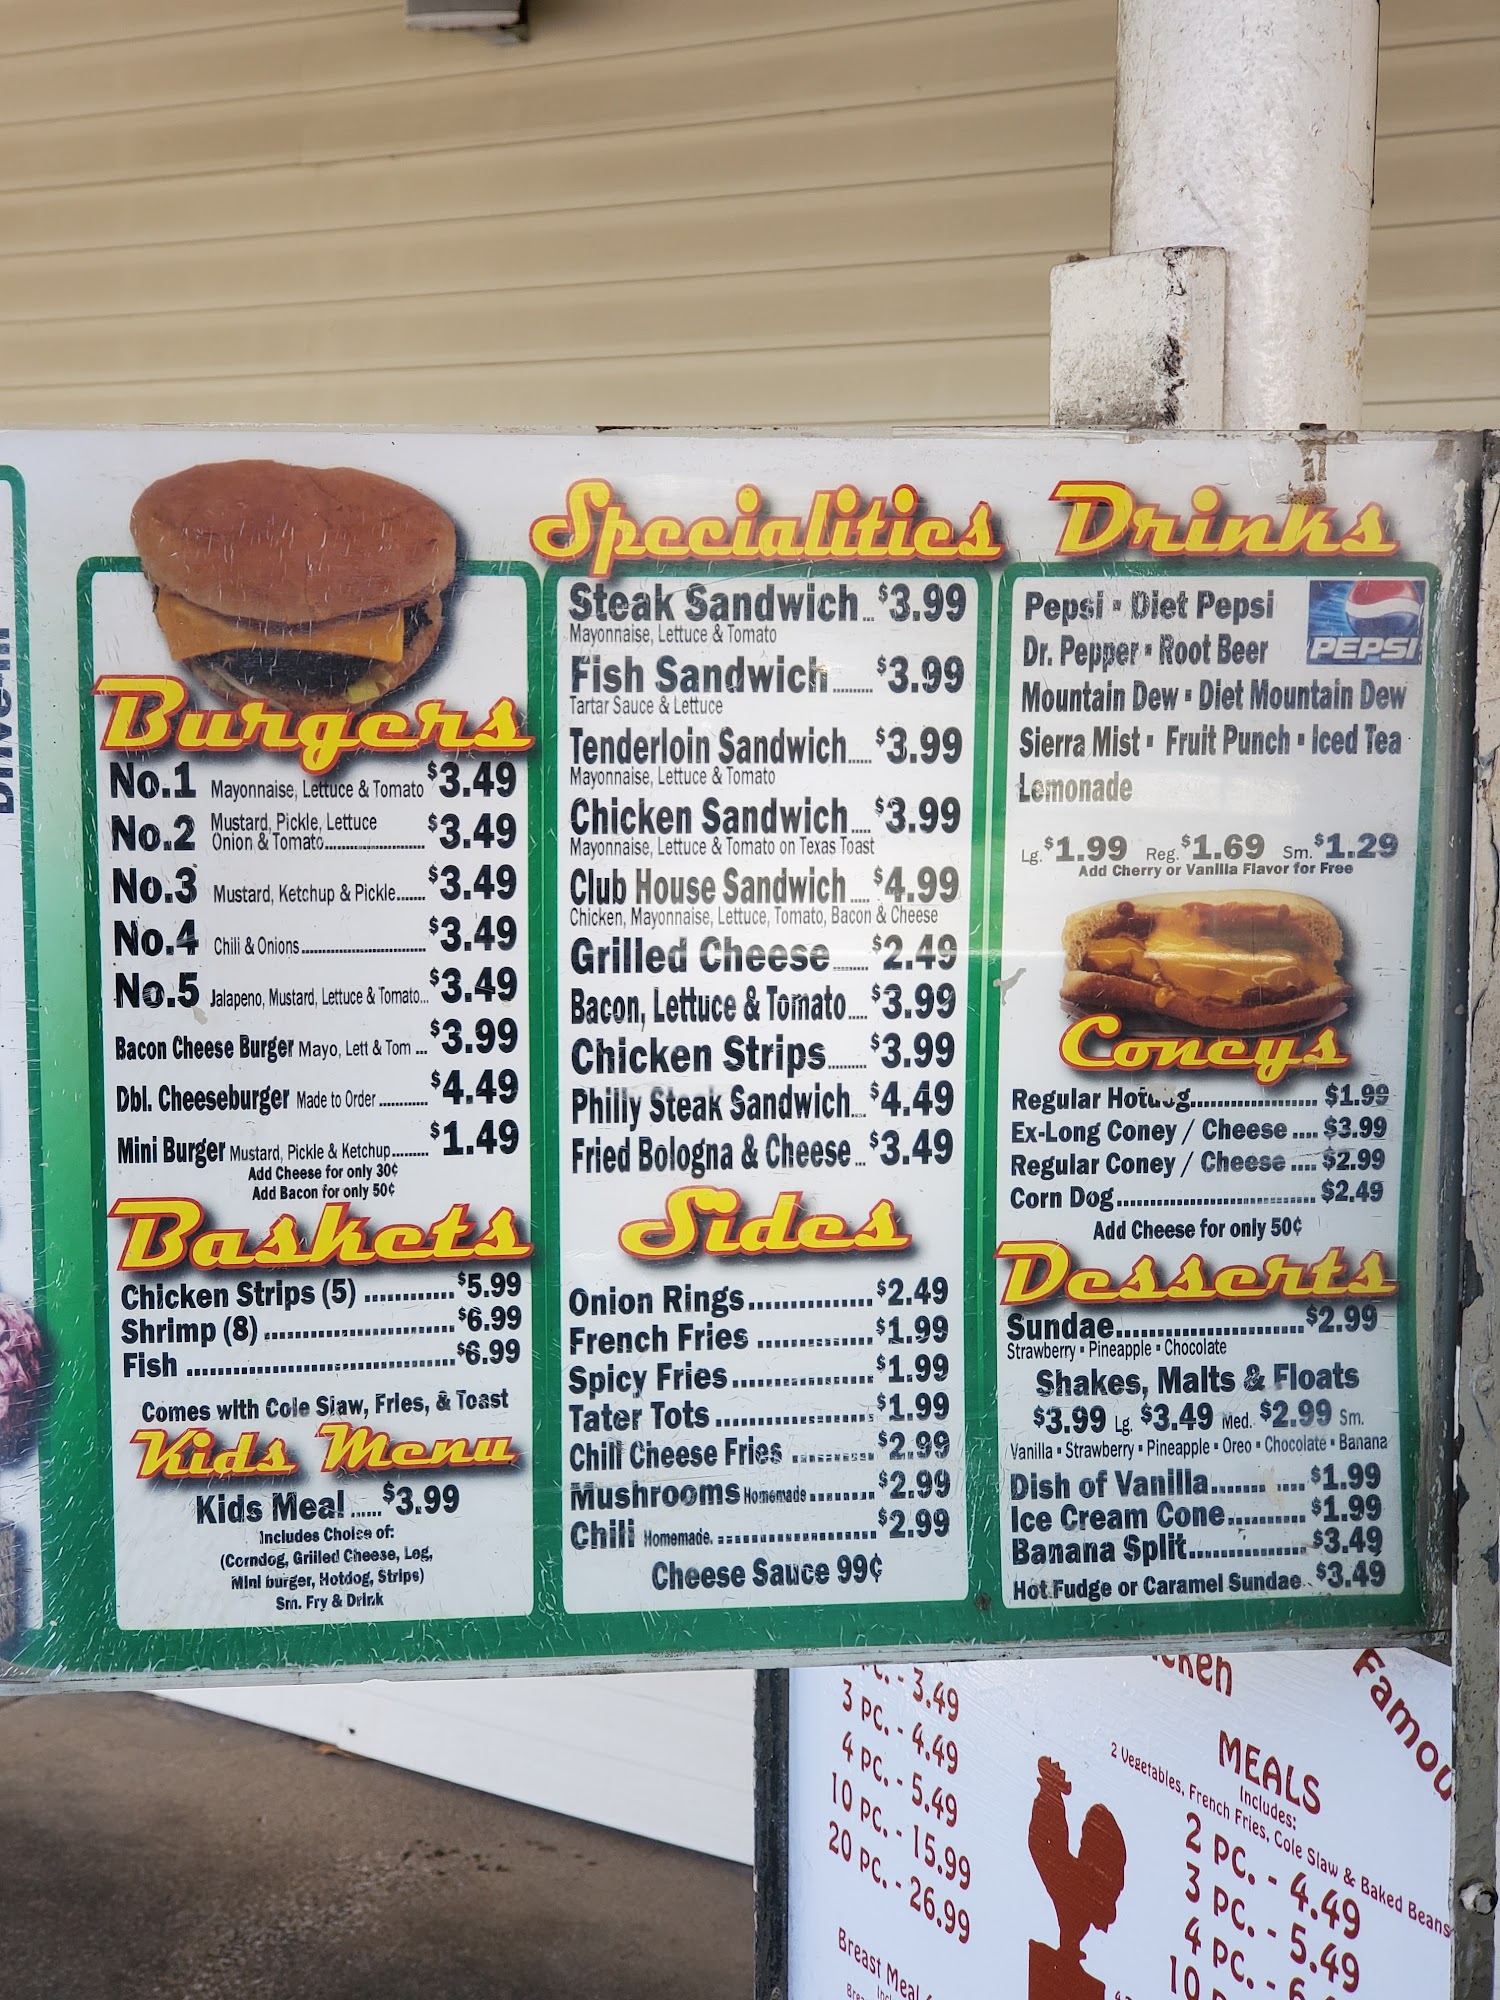 Burgers
No.1 Mayonnaise, Lettuce & Tomato $3.49
No.2 Mustard, Pickle, Lettuce
Onion & Tomato $3.49
No.3 Mustard, Ketchup & Pickle $3.49
No.4 Chili & Onions $3.49
No.5 Jalapeno, Mustard, Lettuce & Tomato... $3.49
Bacon Cheese Burger Mayo, Lett & Tom ... $3.99
Dbl. Cheeseburger Made to Order $4.49
Mini Burger Mustard, Pickle & Ketchup $1.49
Add Cheese for only 30¢
Add Bacon for only 50¢
Baskets
Chicken Strips (5) $5.99
Shrimp (8) $6.99
Fish $6.99
Comes with Cole Slaw, Fries, & Toast
Kids Menu
Kids Meal $3.99
Includes Choice of:
(Corndog, Grilled Cheese, Leg,
Mini burger, Hotdog, Strips)
Sm. Fry & Drink
Specialities
Steak Sandwich $3.99
Mayonnaise, Lettuce & Tomato
Fish Sandwich $3.99
Tartar Sauce & Lettuce
Tenderloin Sandwich $3.99
Mayonnaise, Lettuce & Tomato
Chicken Sandwich $3.99
Mayonnaise, Lettuce & Tomato on Texas Toast
Club House Sandwich $4.99
Chicken, Mayonnaise, Lettuce, Tomato, Bacon & Cheese
Grilled Cheese $2.49
Bacon, Lettuce & Tomato $3.99
Chicken Strips $3.99
Philly Steak Sandwich $4.49
Fried Bologna & Cheese $3.49
Sides
Onion Rings $2.49
French Fries $1.99
Spicy Fries $1.99
Tater Tots $1.99
Chili Cheese Fries $2.99
Mushrooms Homemade $2.99
Chili Homemade. $2.99
Cheese Sauce 99¢
Drinks
Pepsi ▪ Diet Pepsi
PEPSI
Dr. Pepper ▪ Root Beer
Mountain Dew ▪ Diet Mountain Dew
Sierra Mist ▪ Fruit Punch ▪ Iced Tea
Lemonade
Lg. $1.99 Reg. $1.69 Sm. $1.29
Add Cherry or Vanilla Flavor for Free
Coneys
Regular Hotdog $1.99
Ex-Long Coney / Cheese .... $3.99
Regular Coney / Cheese .... $2.99
Corn Dog $2.49
Add Cheese for only 50¢
Desserts
Sundae $2.99
Strawberry ▪ Pineapple ▪ Chocolate
Shakes, Malts & Floats
$3.99 Lg. $3.49 Med. $2.99 Sm.
Vanilla ▪ Strawberry ▪ Pineapple ▪ Oreo ▪ Chocolate ▪ Banana
Dish of Vanilla $1.99
Ice Cream Cone $1.99
Banana Split $3.49
Hot Fudge or Caramel Sundae $3.49
- 3.49
3 PC. - 4.49
4 PC. - 5.49
10 PC. - 15.99
20 PC. - 26.99
Breast Meal
MEALS
Includes:
2 Vegetables, French Fries, Cole Slaw & Baked Beans
2 PC. - 4.49
3 PC. - 5.49
4 PC. - 6
10